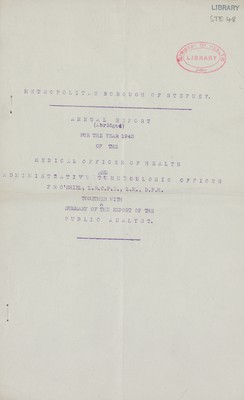 LIBRARY
STE 48
LIBRARY
METROPOLITAN BOROUGH OF STEPNEY.
ANNUAL REPORT
(Abridged)
FOR THE YEAR 1943
OF THE
MEDICAL OFFICER OF HEALTH
AND
ADMINISTRATIVE TUBERCULOSIS OFFICER
L.R.C.P.I., L.M., D.P.H.
TOGETHER WITH
SUMMARY OF THE REPORT OF THE
PUBLIC ANALYST.